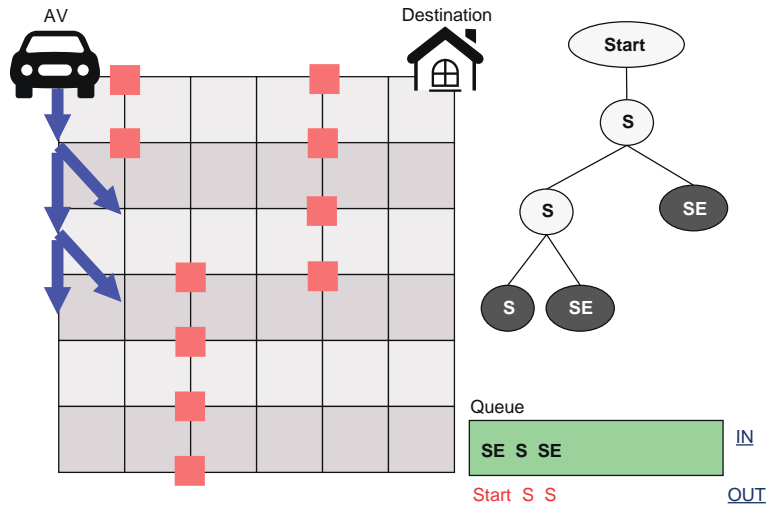 AV
Destination
Start
S
S
SE
S
SE
Queue
SE S SE
IN
Start S S
OUT